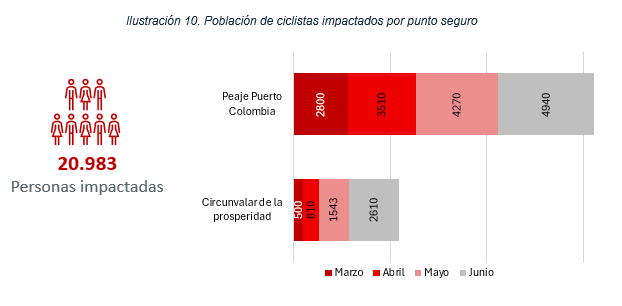 Ilustración 10. Población de ciclistas impactados por punto seguro
20.983
Personas impactadas
Peaje Puerto
Colombia
2800
3510
4270
4940
Circunvalar de la
prosperidad
500
810
1543
2610
Marzo Abril Mayo Junio